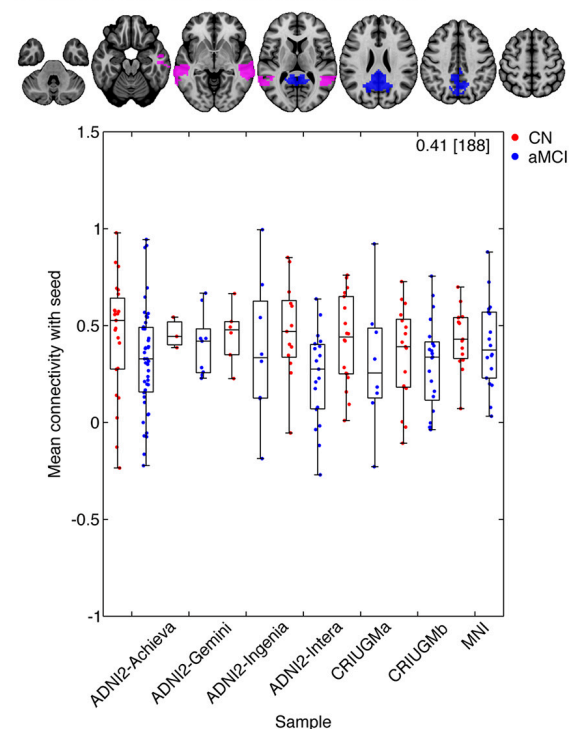 1.5
0.41 [188]
CN
aMCI
1
0.5
0
-0.5
-1
Mean connectivity with seed
ADNI2-Achieva
ADNI2-Gemini
ADNI2-Ingenia
ADNI2-Intera
CRIUGMa
CRIUGMb
MNI
Sample